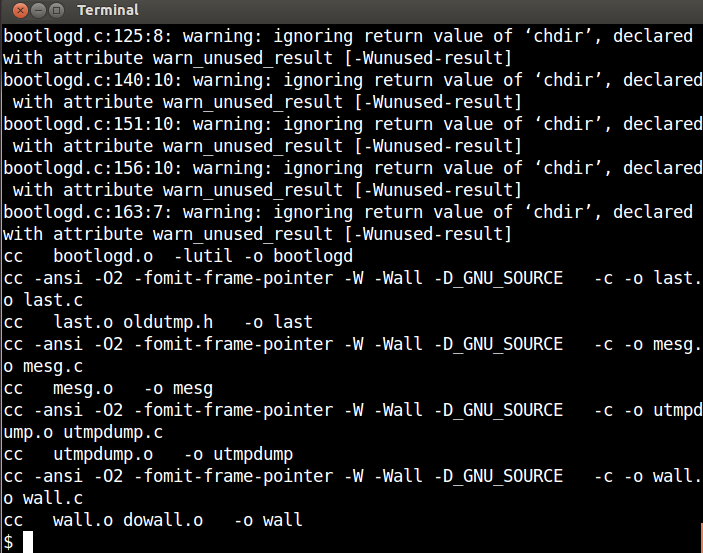 Terminal
bootlogd.c:125:8: warning: ignoring return value of ‘chdir’, declared
with attribute warn_unused_result [-Wunused-result]
bootlogd.c:140:10: warning: ignoring return value of ‘chdir’, declared
 with attribute warn_unused_result [-Wunused-result]
bootlogd.c:151:10: warning: ignoring return value of ‘chdir’, declared
 with attribute warn_unused_result [-Wunused-result]
bootlogd.c:156:10: warning: ignoring return value of ‘chdir’, declared
 with attribute warn_unused_result [-Wunused-result]
bootlogd.c:163:7: warning: ignoring return value of ‘chdir’, declared
with attribute warn_unused_result [-Wunused-result]
cc   bootlogd.o  -lutil -o bootlogd
cc -ansi -O2 -fomit-frame-pointer -W -Wall -D_GNU_SOURCE   -c -o last.
o last.c
cc   last.o oldutmp.h   -o last
cc -ansi -O2 -fomit-frame-pointer -W -Wall -D_GNU_SOURCE   -c -o mesg.
o mesg.c
cc   mesg.o   -o mesg
cc -ansi -O2 -fomit-frame-pointer -W -Wall -D_GNU_SOURCE   -c -o utmpd
ump.o utmpdump.c
cc   utmpdump.o   -o utmpdump
cc -ansi -O2 -fomit-frame-pointer -W -Wall -D_GNU_SOURCE   -c -o wall.
o wall.c
cc   wall.o dowall.o   -o wall
$